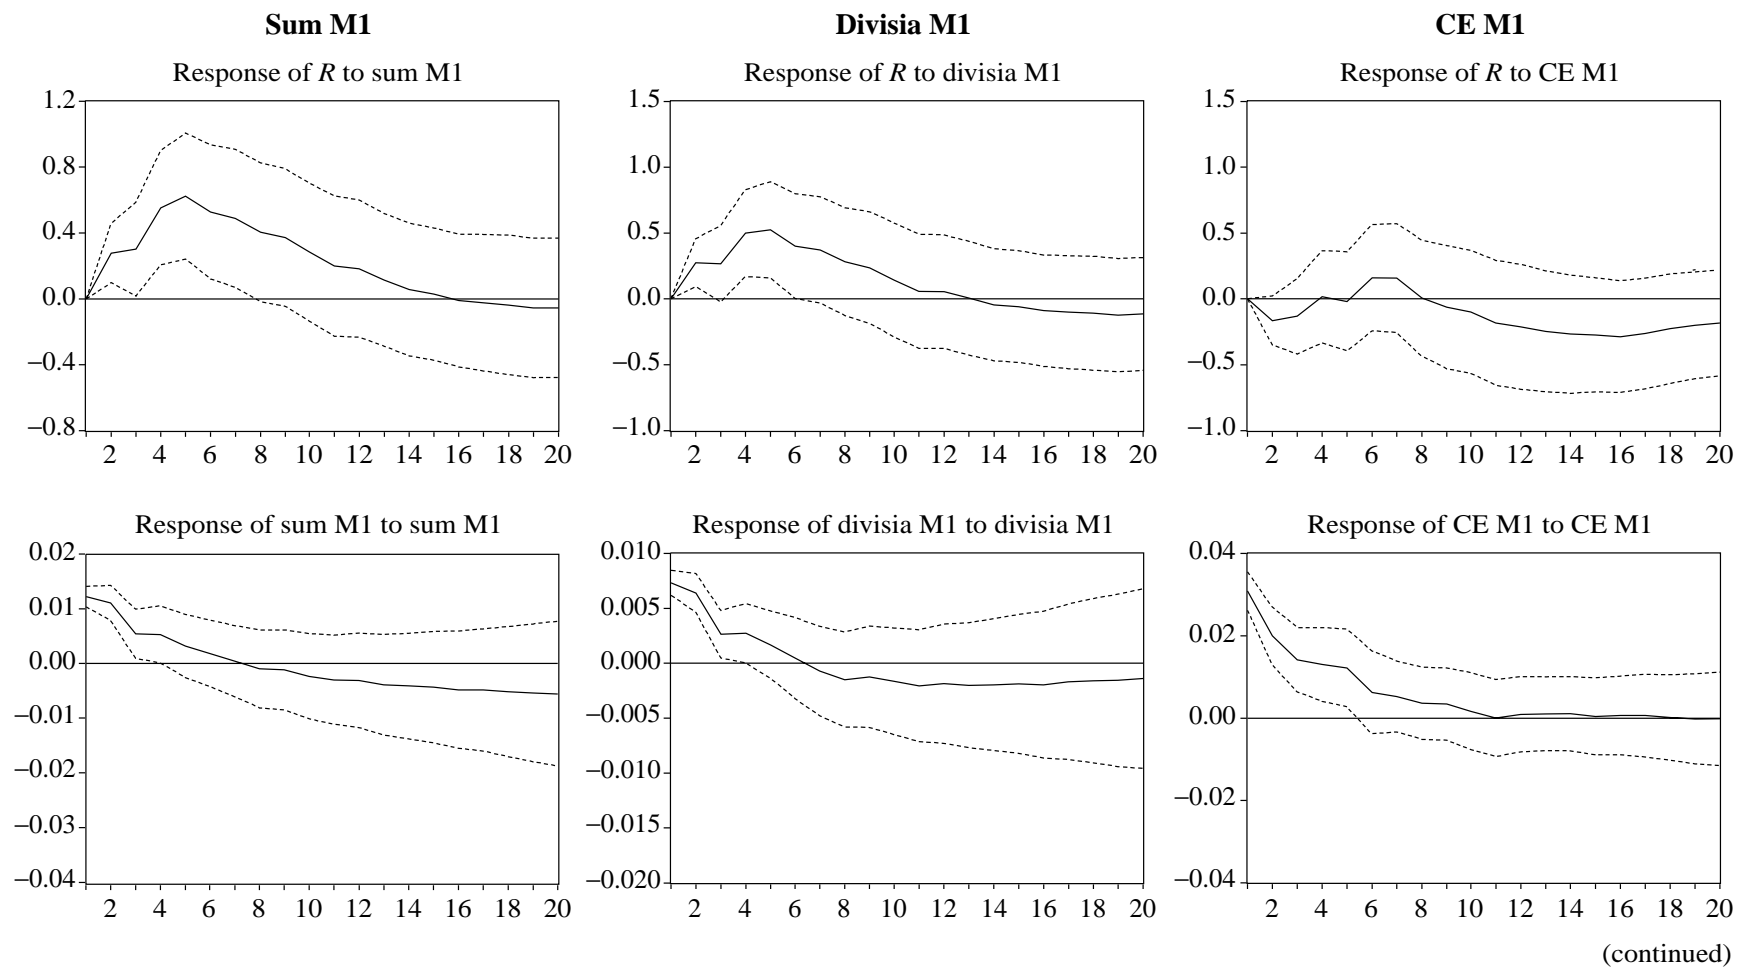 Sum M1
Divisia M1
CE M1
Response of R to sum M1
Response of R to divisia M1
Response of R to CE M1
1.2
0.8
0.4
0.0
–0.4
–0.8
2 4 6 8 10 12 14 16 18 20
1.5
1.0
0.5
0.0
–0.5
–1.0
2 4 6 8 10 12 14 16 18 20
1.5
1.0
0.5
0.0
–0.5
–1.0
2 4 6 8 10 12 14 16 18 20
Response of sum M1 to sum M1
Response of divisia M1 to divisia M1
Response of CE M1 to CE M1
0.02
0.01
0.00
–0.01
–0.02
–0.03
–0.04
2 4 6 8 10 12 14 16 18 20
0.010
0.005
0.000
–0.005
–0.010
–0.015
–0.020
2 4 6 8 10 12 14 16 18 20
0.04
0.02
0.00
–0.02
–0.04
2 4 6 8 10 12 14 16 18 20
(continued)